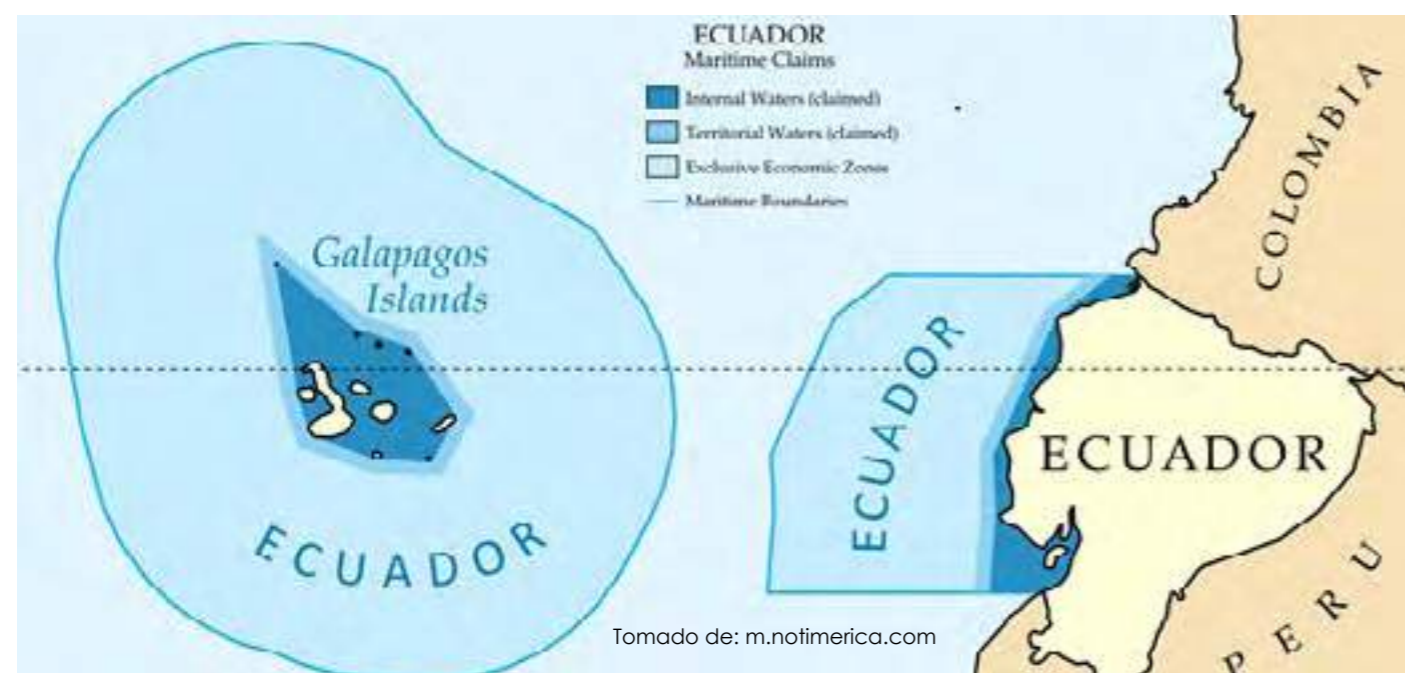 ECUADOR
Maritime Claims
Internal Waters (claimed)
Territorial Waters (claimed)
Exclusive Economic Zones
Maritime Boundaries
Galapagos
Islands
ECUADOR
ECUADOR
ECUADOR
COLOMBIA
PERU
Tomado de: m.notimerica.com